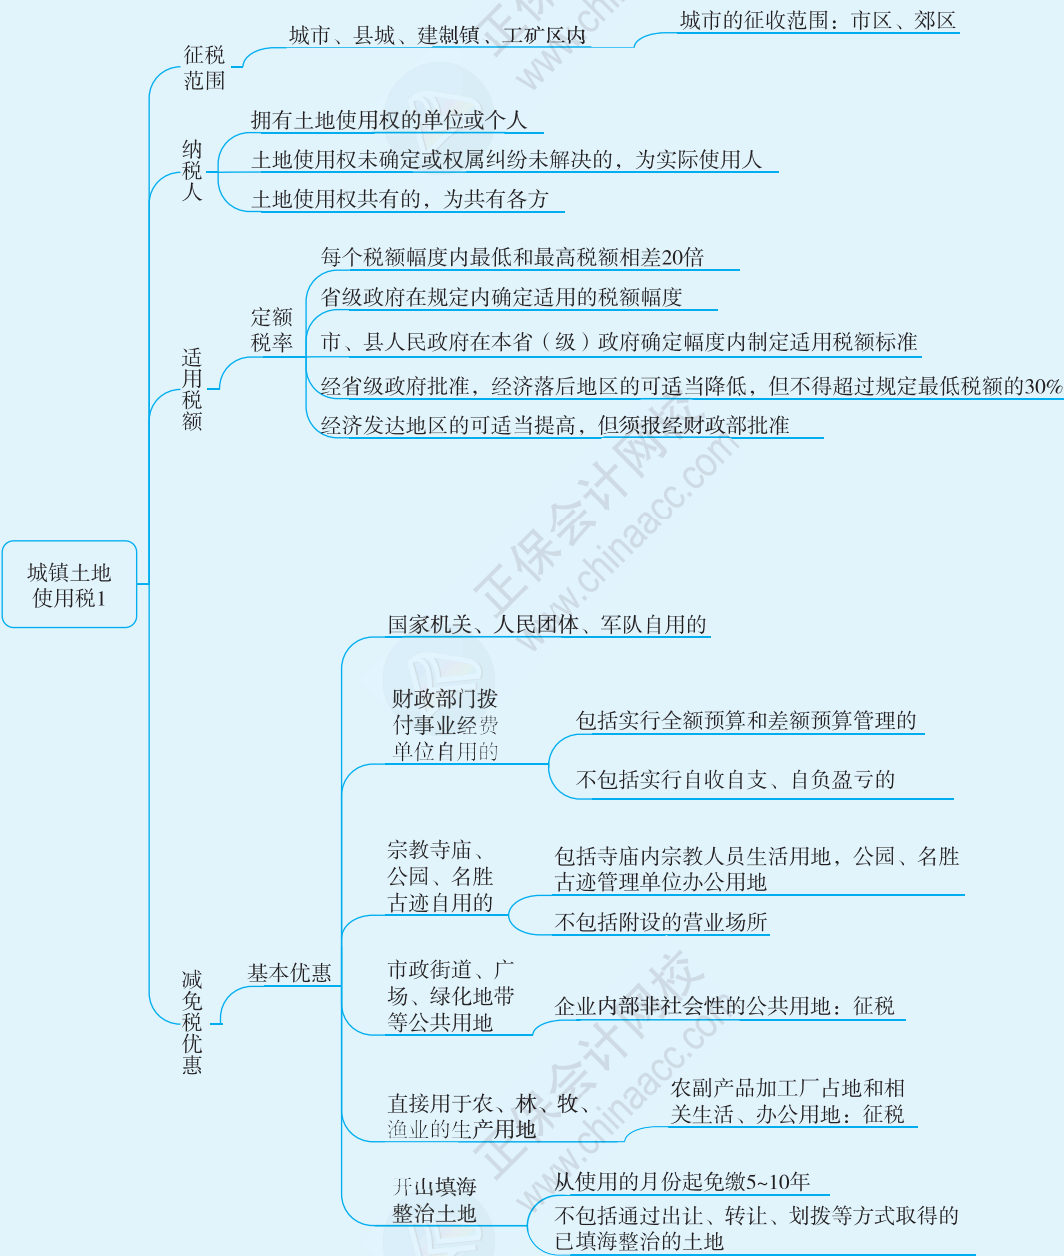 城镇土地
使用税1
征税
范围
城市、县城、建制镇、工矿区内
城市的征收范围：市区、郊区
纳税人
拥有土地使用权的单位或个人
土地使用权未确定或权属纠纷未解决的，为实际使用人
土地使用权共有的，为共有各方
适用税额
定额
税率
每个税额幅度内最低和最高税额相差20倍
省级政府在规定内确定适用的税额幅度
市、县人民政府在本省（级）政府确定幅度内制定适用税额标准
经省级政府批准，经济落后地区的可适当降低，但不得超过规定最低税额的30%
经济发达地区的可适当提高，但须报经财政部批准
减免税优惠
基本优惠
国家机关、人民团体、军队自用的
财政部门拨
付事业经费
单位自用的
包括实行全额预算和差额预算管理的
不包括实行自收自支、自负盈亏的
宗教寺庙、
公园、名胜
古迹自用的
包括寺庙内宗教人员生活用地，公园、名胜
古迹管理单位办公用地
不包括附设的营业场所
市政街道、广
场、绿化地带
等公共用地
企业内部非社会性的公共用地：征税
直接用于农、林、牧、
渔业的生产用地
农副产品加工厂占地和相
关生活、办公用地：征税
开山填海
整治土地
从使用的月份起免缴5~10年
不包括通过出让、转让、划拨等方式取得的
已填海整治的土地
正保会计网校
www.chinaacc.com
正保会计网校
www.chinaacc.com